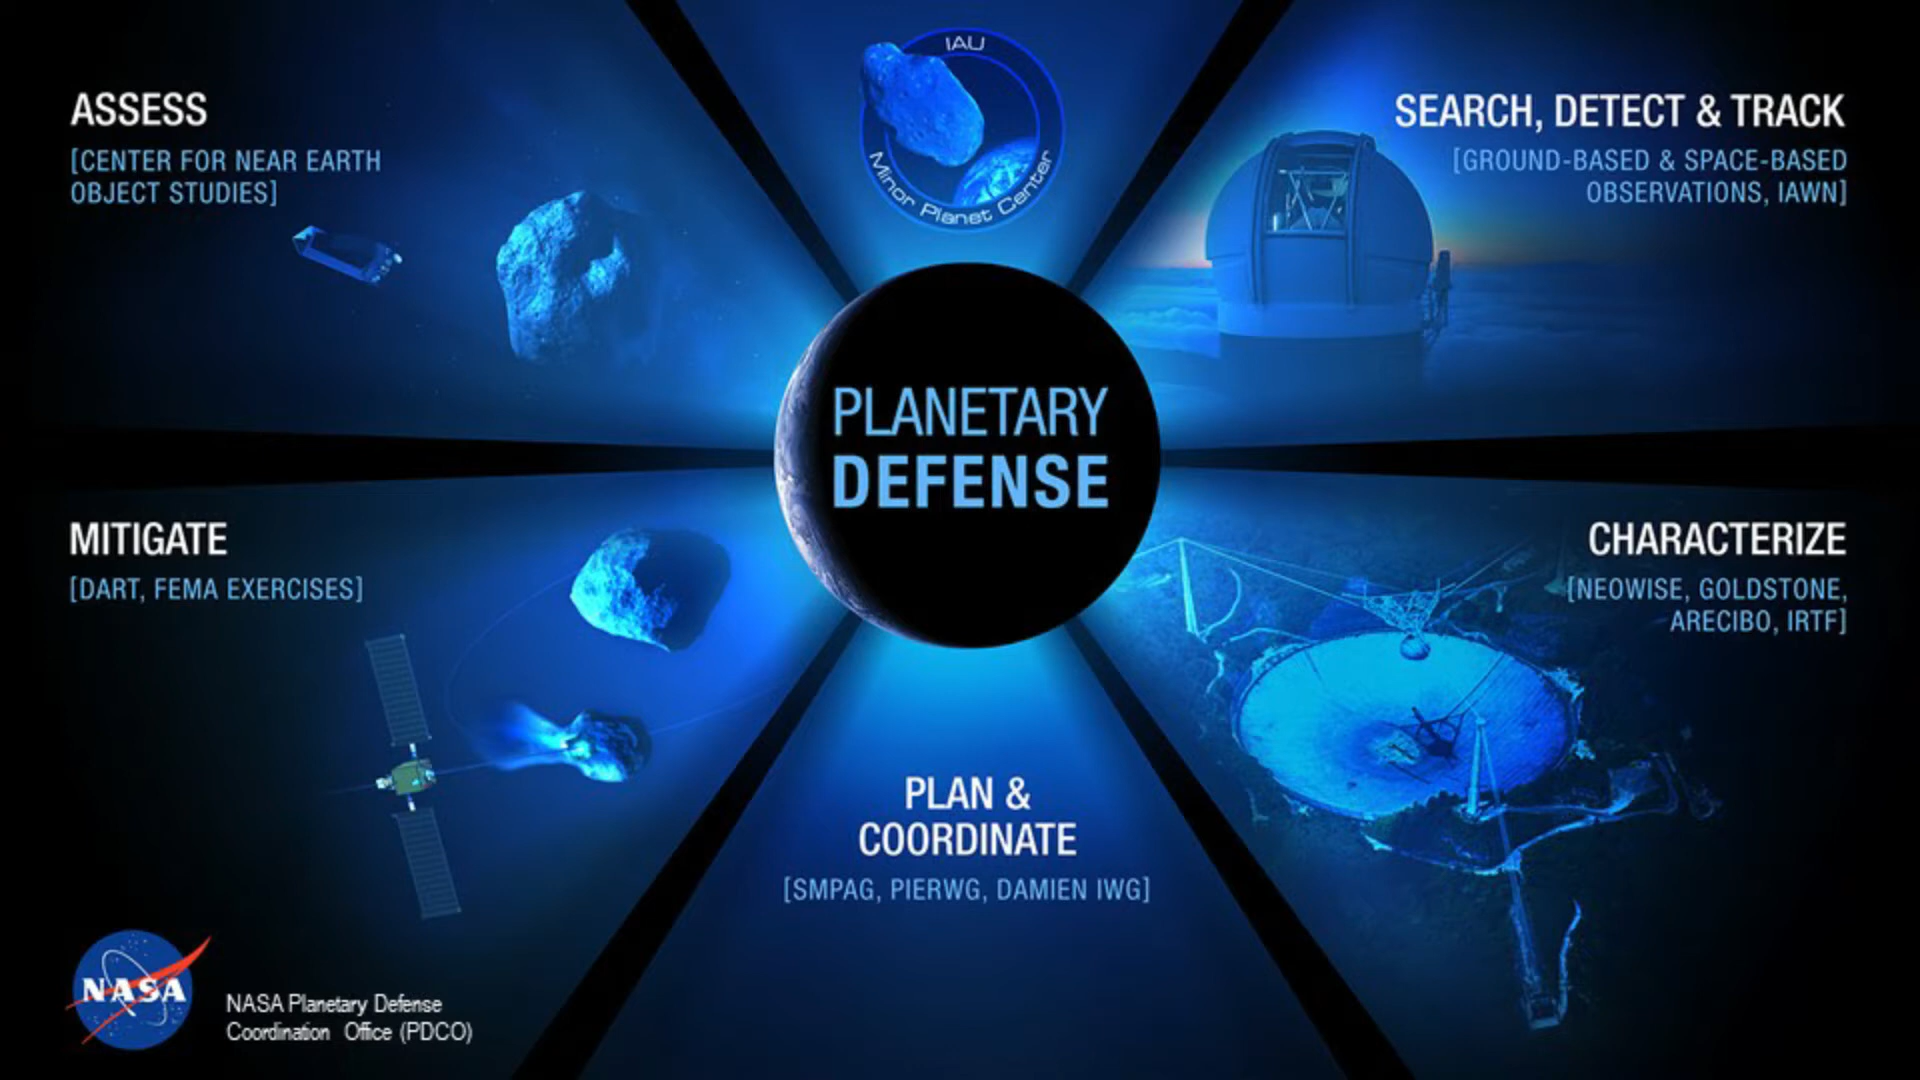 IAU
Minor Planet Center
ASSESS
[CENTER FOR NEAR EARTH
OBJECT STUDIES]
SEARCH, DETECT & TRACK
[GROUND-BASED & SPACE-BASED
OBSERVATIONS, IAWN]
PLANETARY
DEFENSE
MITIGATE
[DART, FEMA EXERCISES]
CHARACTERIZE
[NEOWISE, GOLDSTONE,
ARECIBO, IRTF]
PLAN &
COORDINATE
[SMPAG, PIERWG, DAMIEN IWG]
NASA
NASA Planetary Defense
Coordination Office (PDCO)